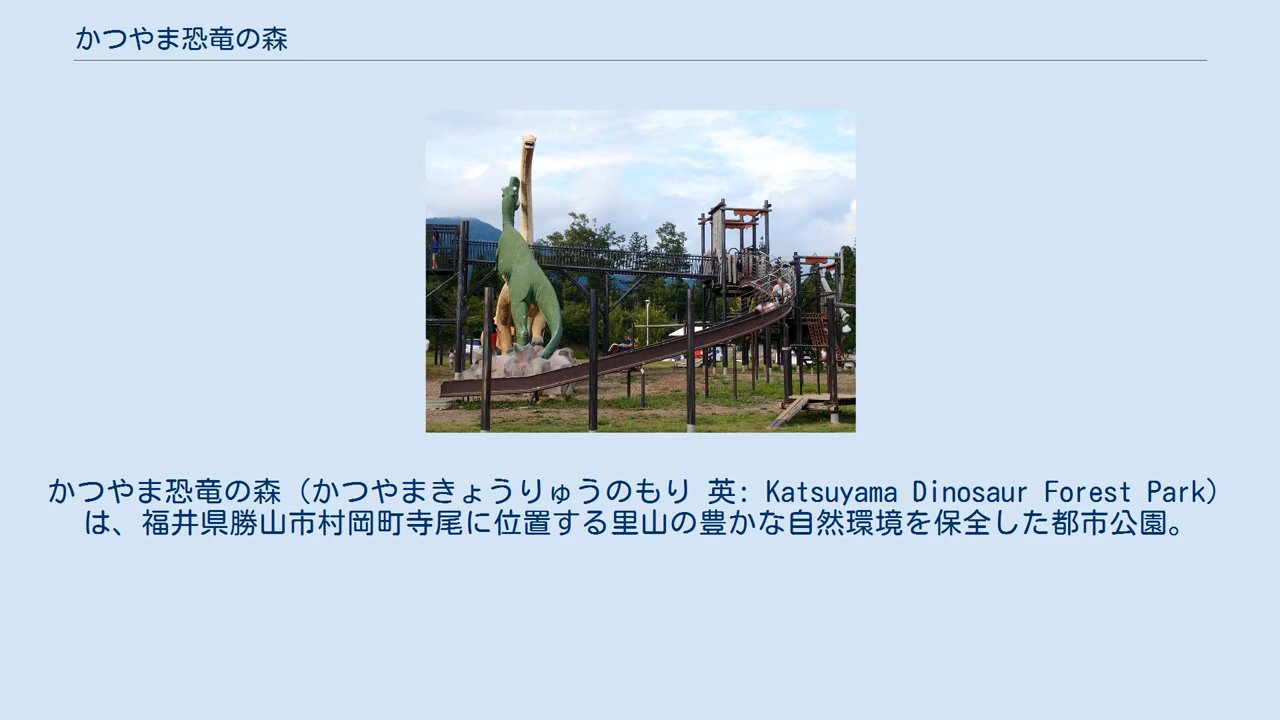 かつやま恐竜の森
かつやま恐竜の森（かつやまきょうりゅうのもり 英: Katsuyama Dinosaur Forest Park）
は、福井県勝山市村岡町寺尾に位置する里山の豊かな自然環境を保全した都市公園。